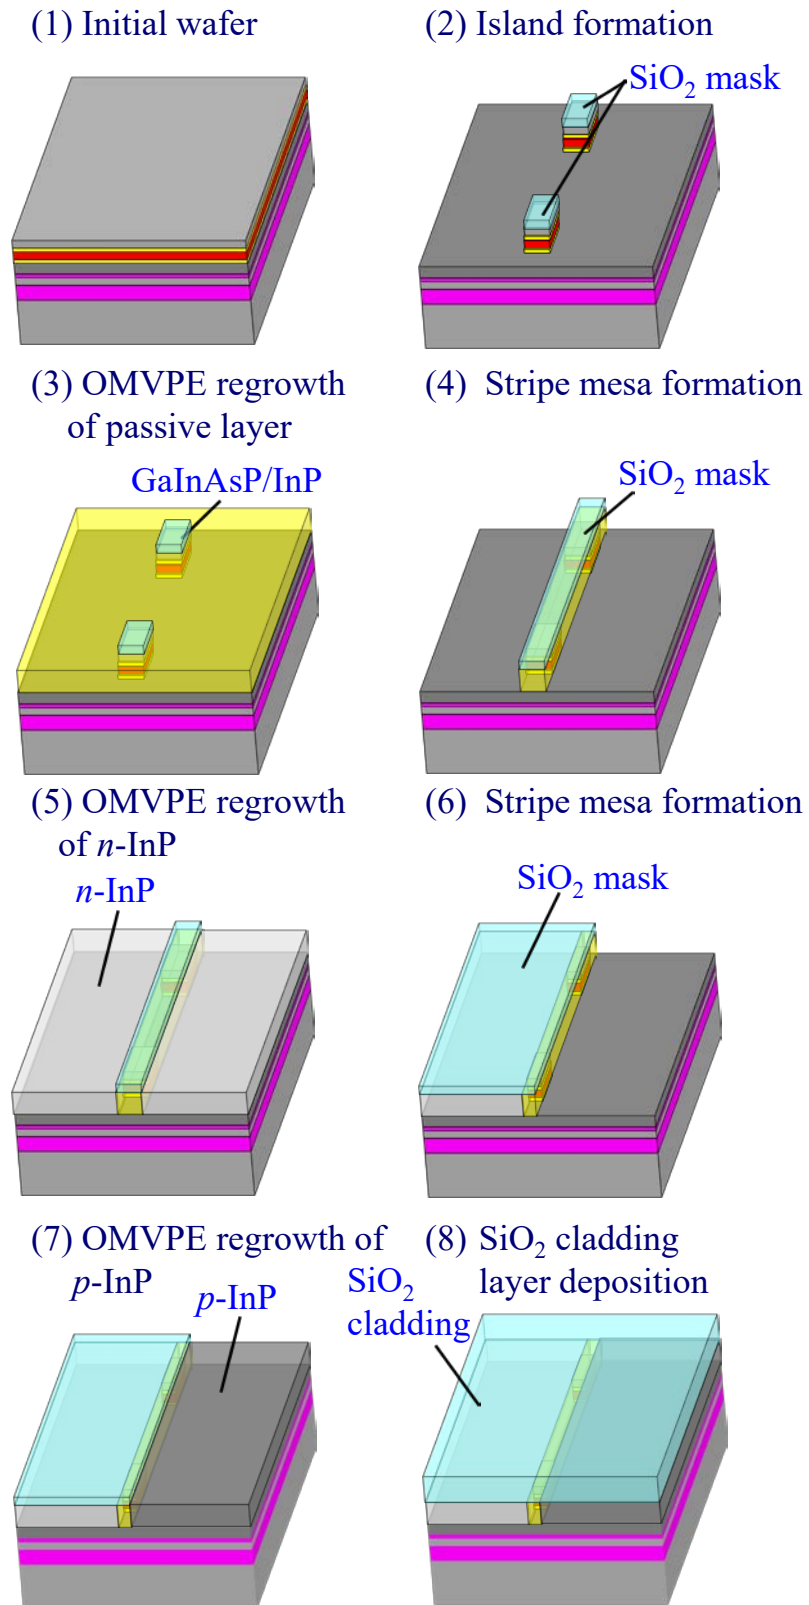 (1) Initial wafer
(2) Island formation
SiO₂ mask
(3) OMVPE regrowth
of passive layer
GaInAsP/InP
(4) Stripe mesa formation
SiO₂ mask
(5) OMVPE regrowth
of n-InP
n-InP
(6) Stripe mesa formation
SiO₂ mask
(7) OMVPE regrowth of
p-InP
p-InP
(8) SiO₂ cladding
layer deposition
SiO₂
cladding